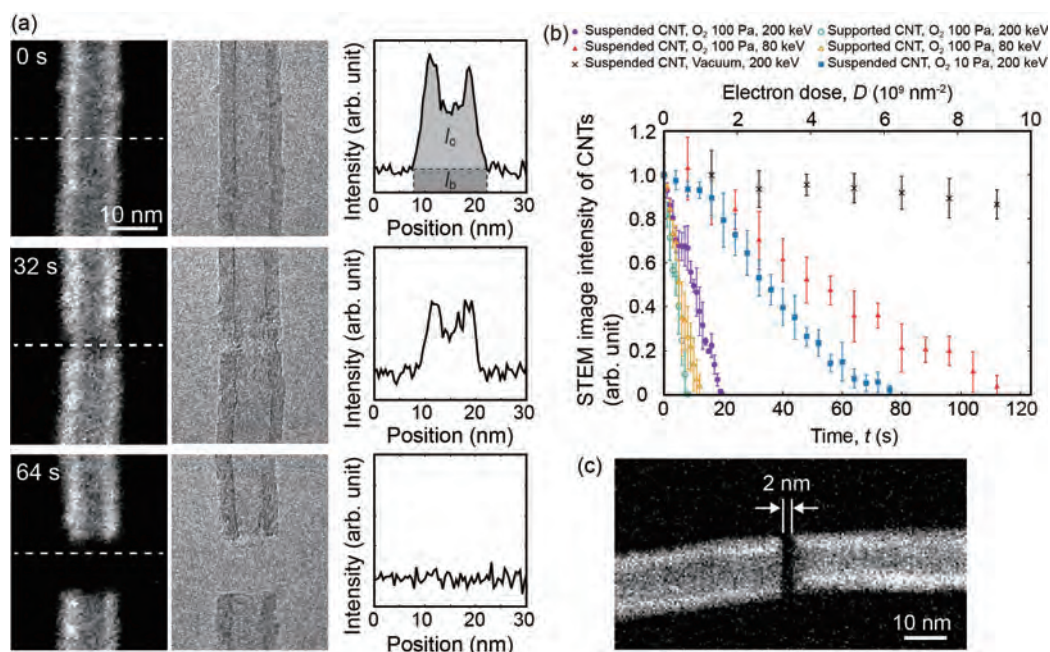 (a)
0 s
10 nm
Intensity (arb. unit)
Ic
Ib
0 10 20 30
Position (nm)
32 s
Intensity (arb. unit)
0 10 20 30
Position (nm)
64 s
Intensity (arb. unit)
0 10 20 30
Position (nm)
(b)
Suspended CNT, O2 100 Pa, 200 keV
Supported CNT, O2 100 Pa, 200 keV
Suspended CNT, O2 100 Pa, 80 keV
Supported CNT, O2 100 Pa, 80 keV
Suspended CNT, Vacuum, 200 keV
Suspended CNT, O2 10 Pa, 200 keV
Electron dose, D (10⁹ nm⁻²)
0 2 4 6 8 10
STEM image intensity of CNTs
(arb. unit)
1.2
1.0
0.8
0.6
0.4
0.2
0
0 20 40 60 80 100 120
Time, t (s)
(c)
2 nm
10 nm